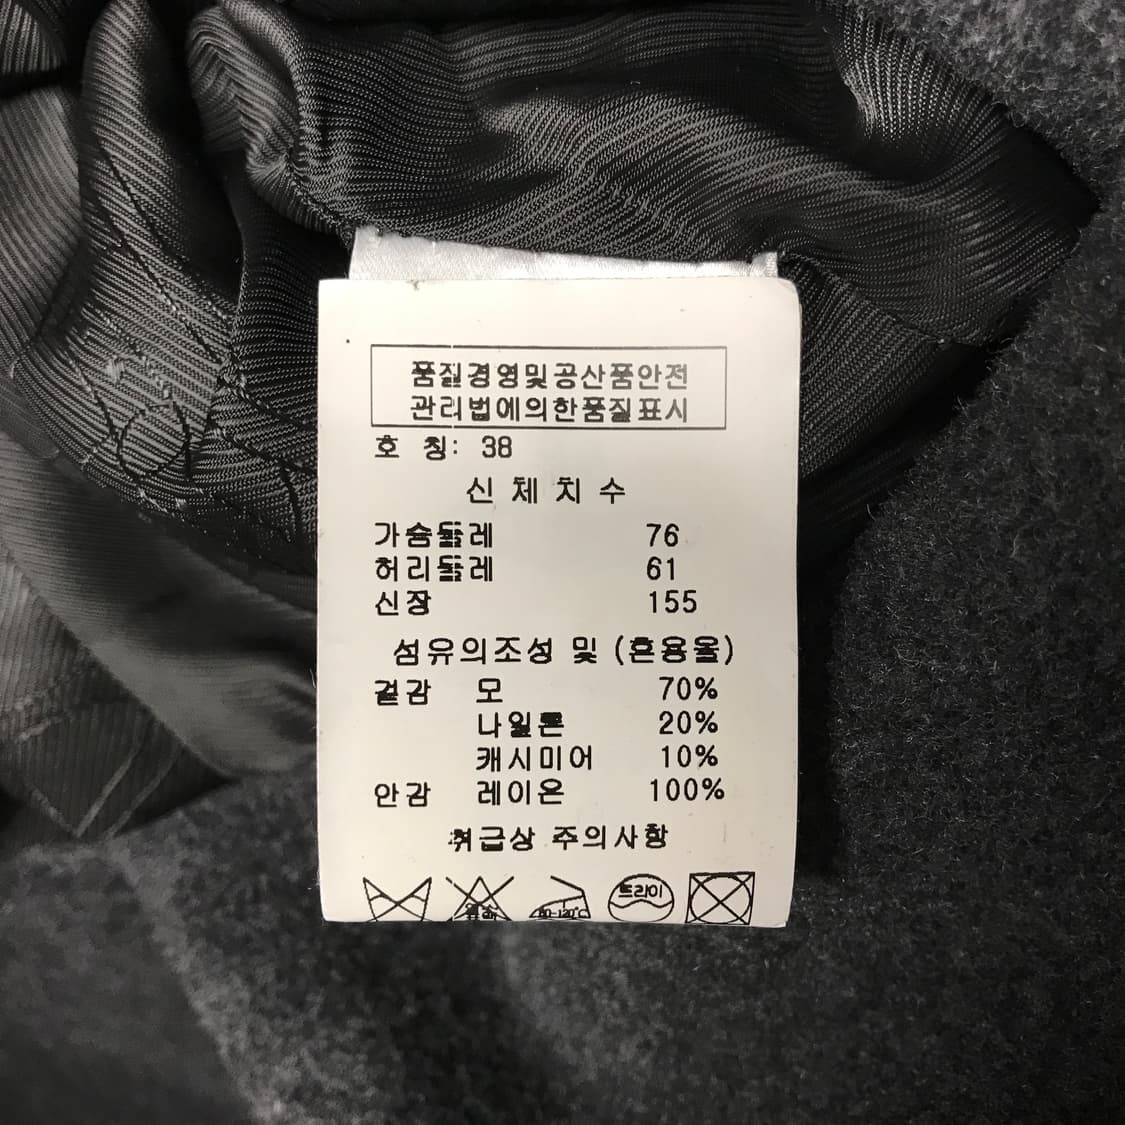 품질경영및공산품안전
관리법에의한품질표시
호 칭: 38
신 체 치 수
가슴둘레 76
허리둘레 61
신장 155
섬유의조성 및 (혼용율)
겉감 모 70%
나일론 20%
캐시미어 10%
안감 레이온 100%
취급상 주의사항
드라이